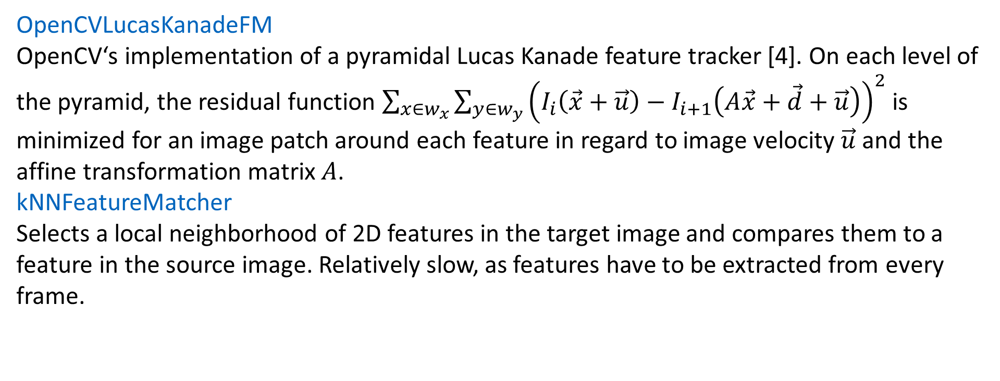 OpenCVLucasKanadeFM
OpenCV‘s implementation of a pyramidal Lucas Kanade feature tracker [4]. On each level of
the pyramid, the residual function $\sum_{x \in w_x} \sum_{y \in w_y} \left( I_i(\vec{x} + \vec{u}) - I_{i+1}(A\vec{x} + \vec{d} + \vec{u}) \right)^2$ is
minimized for an image patch around each feature in regard to image velocity $\vec{u}$ and the
affine transformation matrix $A$.
kNNFeatureMatcher
Selects a local neighborhood of 2D features in the target image and compares them to a
feature in the source image. Relatively slow, as features have to be extracted from every
frame.